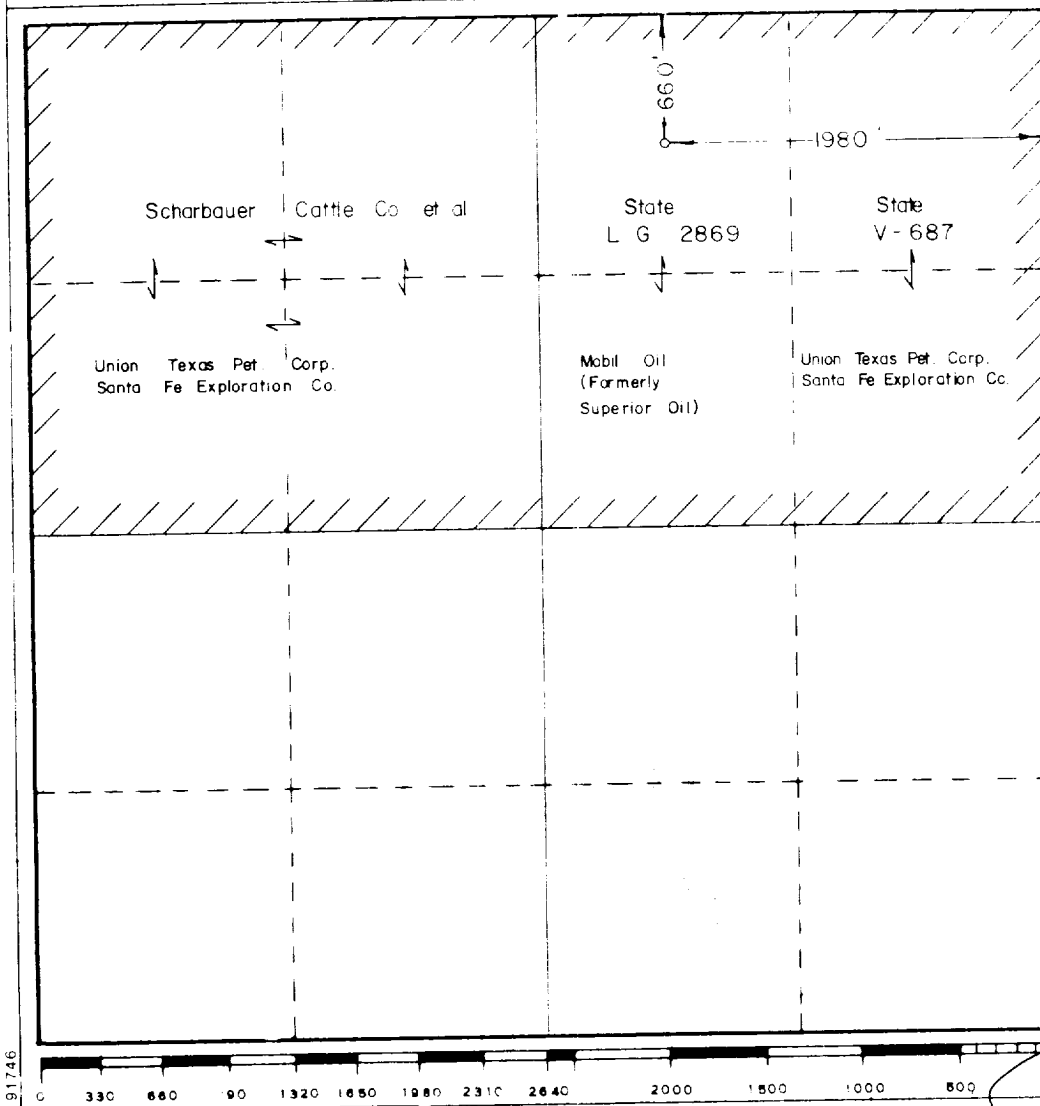 660'
1980'
Scharbauer Cattle Co et al
State
L G 2869
State
V-687
Union Texas Pet. Corp.
Santa Fe Exploration Co.
Mobil Oil
(Formerly
Superior Oil)
Union Texas Pet. Corp.
Santa Fe Exploration Co.
91746
0 330 660 90 1320 1650 1980 2310 2640 2000 1500 1000 500